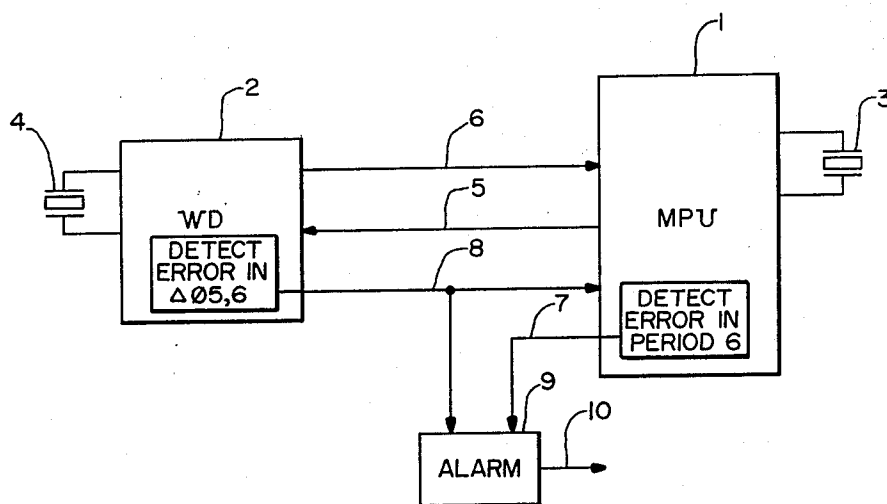 1
2
3
4
6
5
WD
MPU
DETECT
ERROR IN
Δ Ø5,6
8
7
DETECT
ERROR IN
PERIOD 6
9
ALARM
10